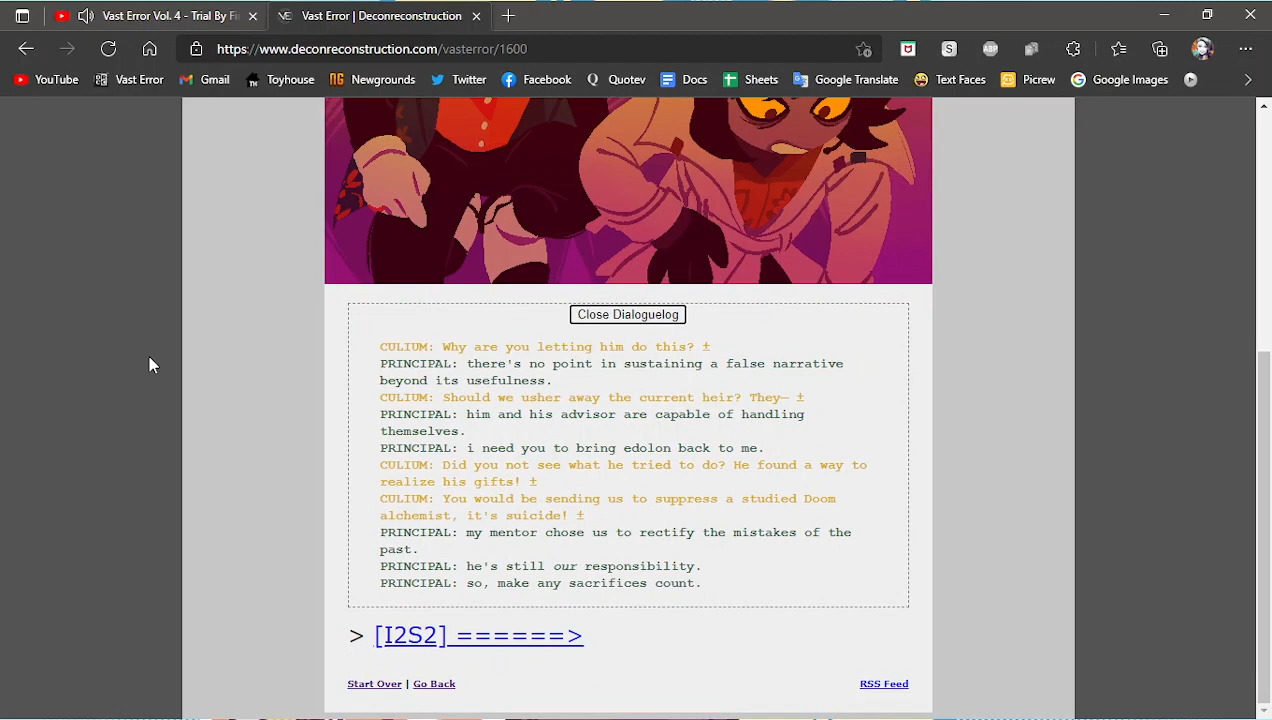 Vast Error Vol. 4 - Trial By Fi
Vast Error | Deconreconstruction
https://www.deconreconstruction.com/vasterror/1600
S
ABP
YouTube
Vast Error
Gmail
Toyhouse
NG Newgrounds
Twitter
Facebook
Q Quotev
Docs
Sheets
Google Translate
Text Faces
Picrew
Google Images
Close Dialoguelog
CULIUM: Why are you letting him do this? ±
PRINCIPAL: there's no point in sustaining a false narrative
beyond its usefulness.
CULIUM: Should we usher away the current heir? They— ±
PRINCIPAL: him and his advisor are capable of handling
themselves.
PRINCIPAL: i need you to bring edolon back to me.
CULIUM: Did you not see what he tried to do? He found a way to
realize his gifts! ±
CULIUM: You would be sending us to suppress a studied Doom
alchemist, it's suicide! ±
PRINCIPAL: my mentor chose us to rectify the mistakes of the
past.
PRINCIPAL: he's still our responsibility.
PRINCIPAL: so, make any sacrifices count.
> [I2S2] ======>
Start Over | Go Back
RSS Feed